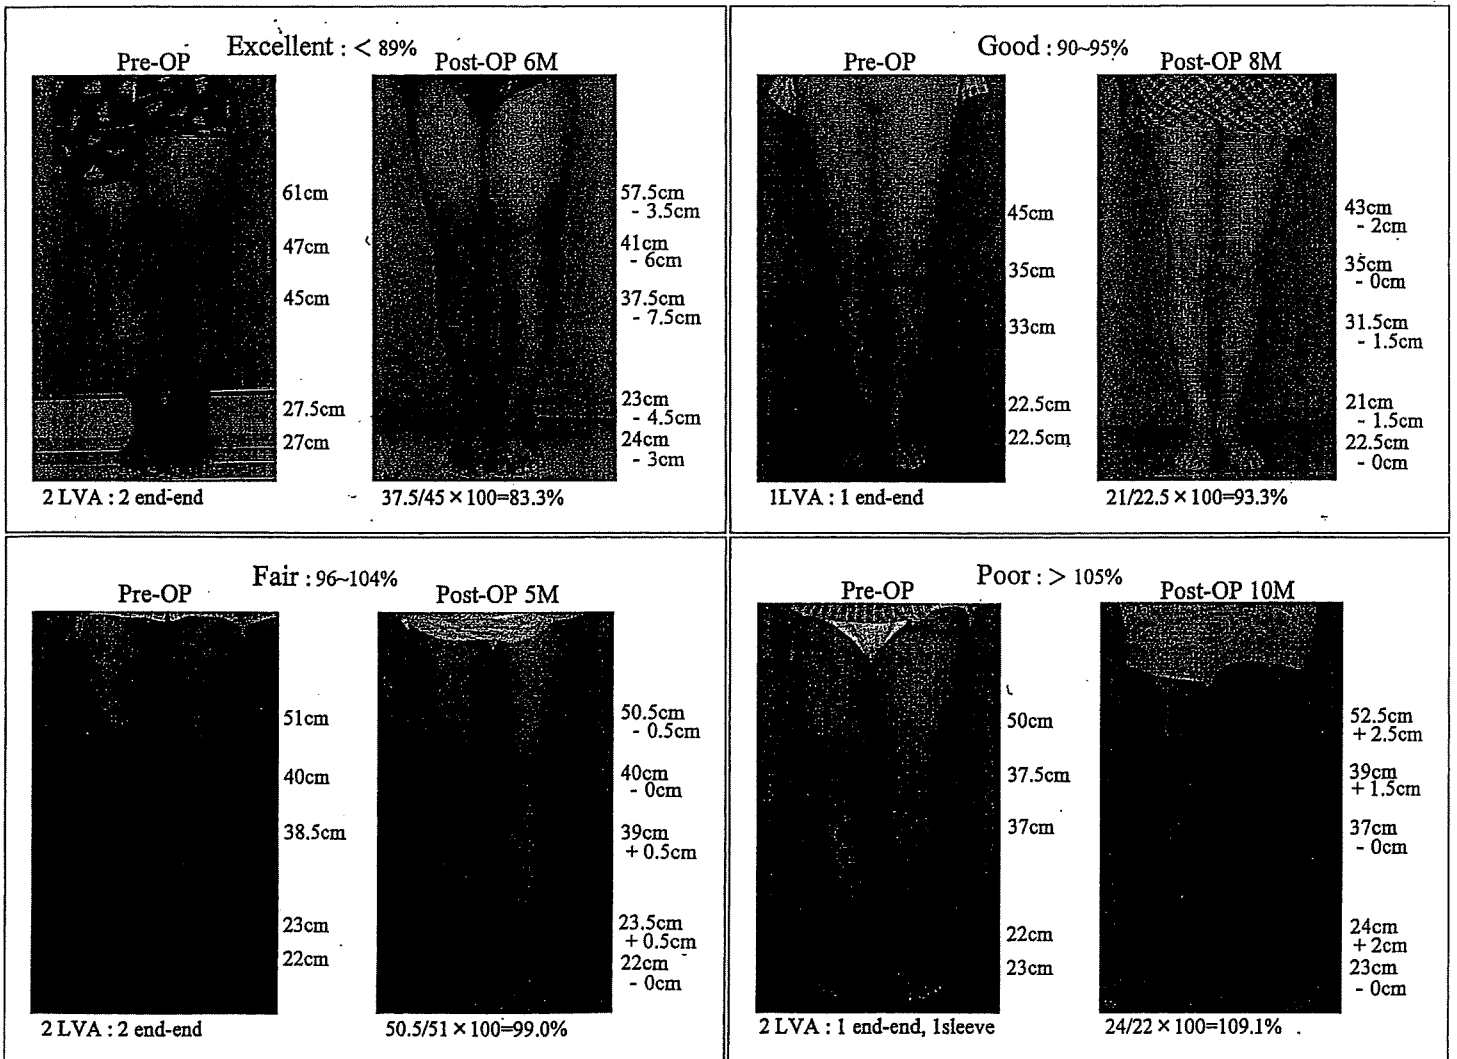 Excellent : < 89%
Pre-OP
Post-OP 6M
61cm
47cm
45cm
27.5cm
27cm
57.5cm
- 3.5cm
41cm
- 6cm
37.5cm
- 7.5cm
23cm
- 4.5cm
24cm
- 3cm
2 LVA : 2 end-end
37.5/45 × 100=83.3%
Good : 90~95%
Pre-OP
Post-OP 8M
45cm
35cm
33cm
22.5cm
22.5cm
43cm
- 2cm
35cm
- 0cm
31.5cm
- 1.5cm
21cm
- 1.5cm
22.5cm
- 0cm
1LVA : 1 end-end
21/22.5 × 100=93.3%
Fair : 96~104%
Pre-OP
Post-OP 5M
51cm
40cm
38.5cm
23cm
22cm
50.5cm
- 0.5cm
40cm
- 0cm
39cm
+ 0.5cm
23.5cm
+ 0.5cm
22cm
- 0cm
2 LVA : 2 end-end
50.5/51 × 100=99.0%
Poor : > 105%
Pre-OP
Post-OP 10M
50cm
37.5cm
37cm
22cm
23cm
52.5cm
+ 2.5cm
39cm
+ 1.5cm
37cm
- 0cm
24cm
+ 2cm
23cm
- 0cm
2 LVA : 1 end-end, 1sleeve
24/22 × 100=109.1%